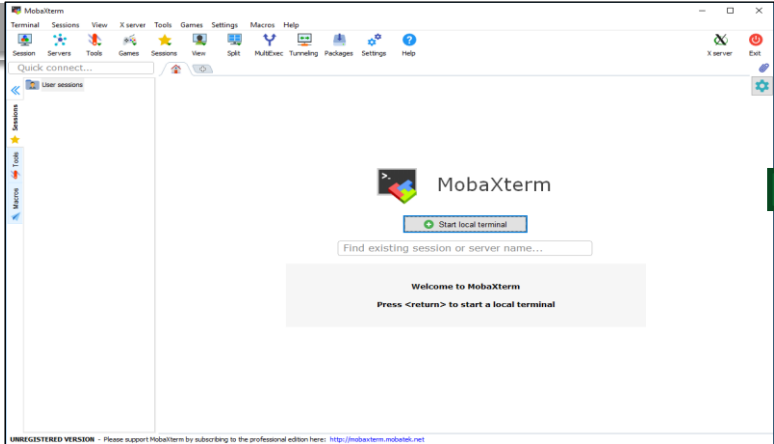 MobaXterm
Terminal Sessions View X server Tools Games Settings Macros Help
Session Servers Tools Games Sessions View Split MultiExec Tunneling Packages Settings Help X server Exit
Quick connect...
User sessions
Sessions
Tools
Macros
>.
MobaXterm
Start local terminal
Find existing session or server name...
Welcome to MobaXterm
Press <return> to start a local terminal
UNREGISTERED VERSION - Please support MobaXterm by subscribing to the professional edition here: http://mobaxterm.mobatek.net